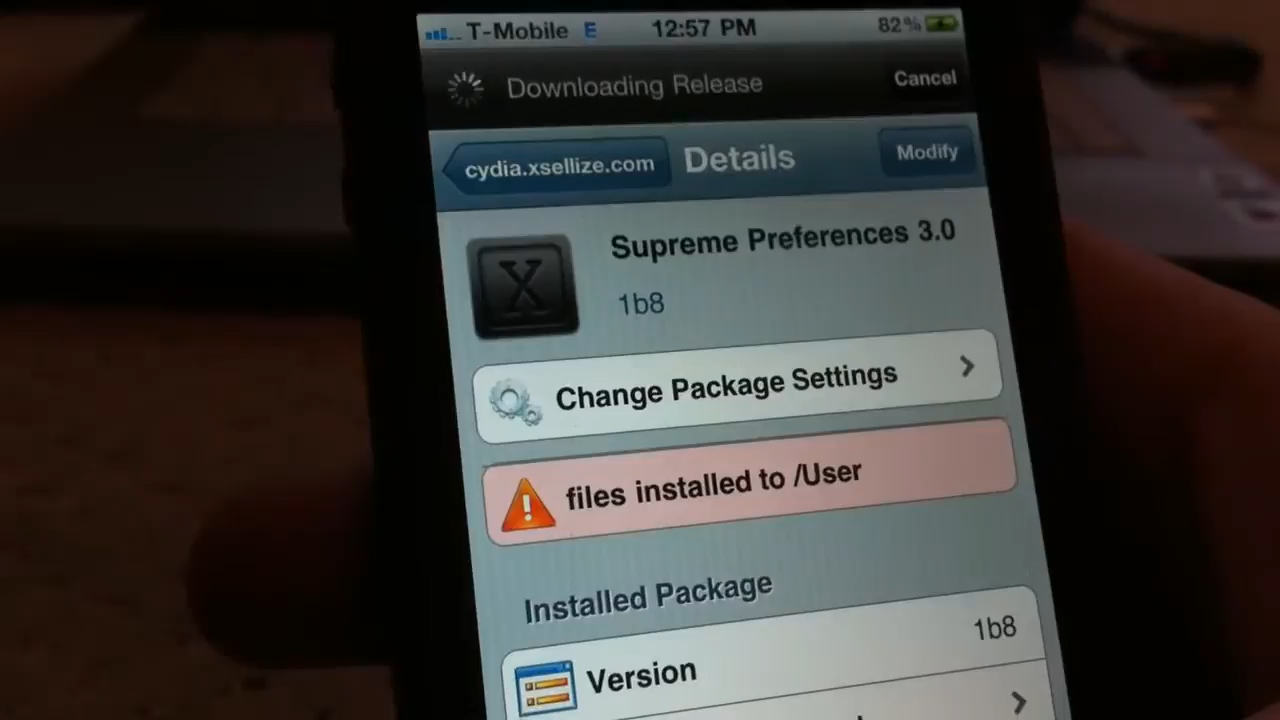 T-Mobile E 12:57 PM 82%
Downloading Release Cancel
cydia.xsellize.com Details Modify
Supreme Preferences 3.0
X
1b8
Change Package Settings
files installed to /User
Installed Package
Version 1b8